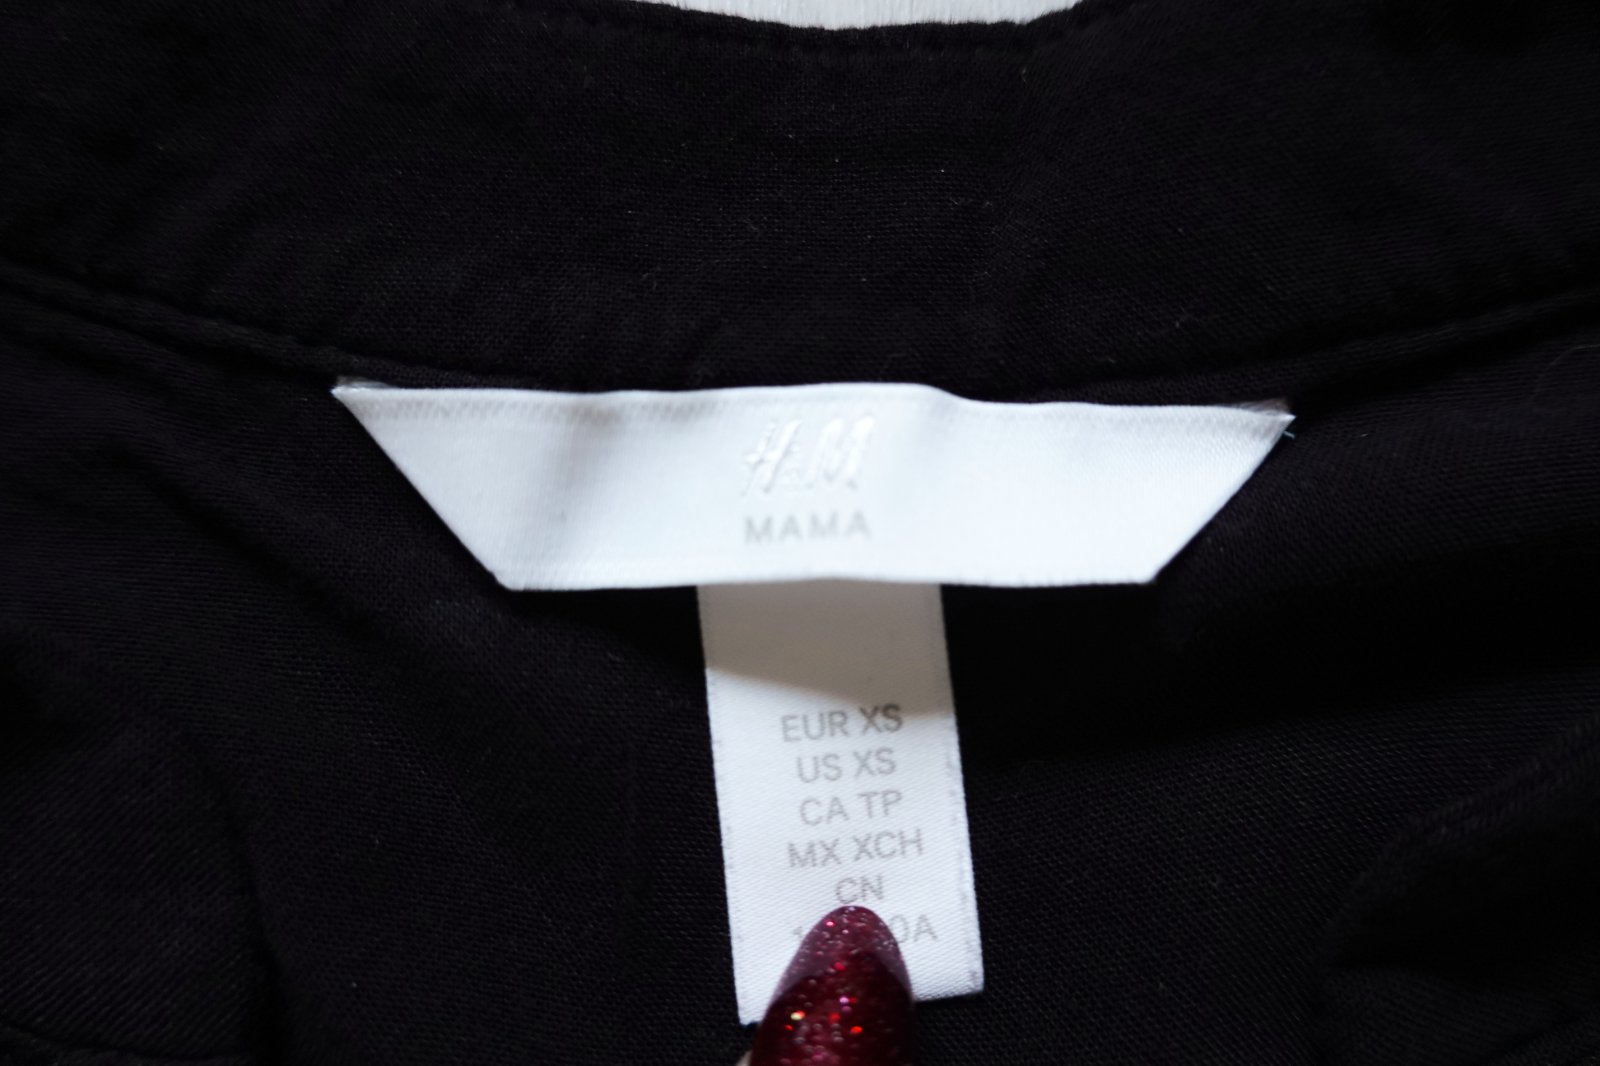 H&M
MAMA
EUR XS
US XS
CA TP
MX XCH
CN